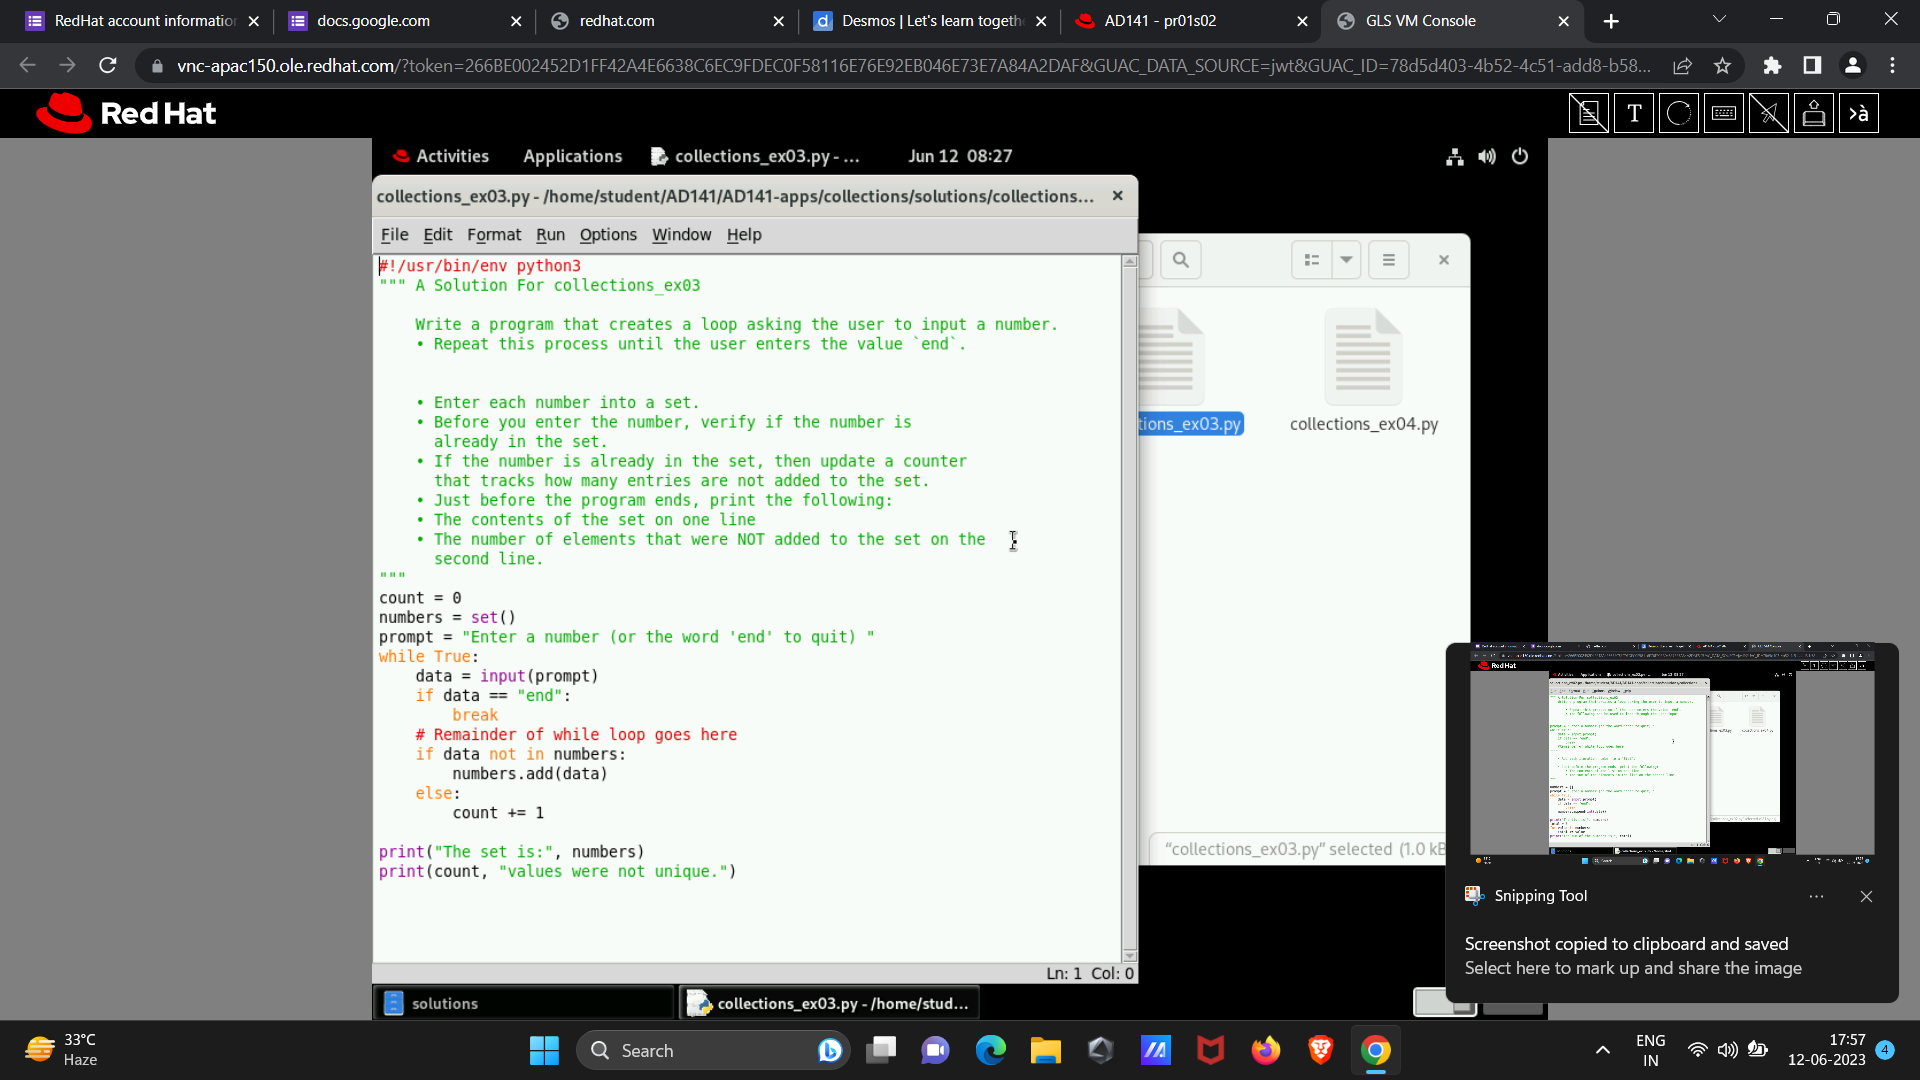 RedHat account informatio
docs.google.com
redhat.com
Desmos | Let's learn togeth
AD141 - pr01s02
GLS VM Console
vnc-apac150.ole.redhat.com/?token=266BE002452D1FF42A4E6638C6EC9FDEC0F58116E76E92EB046E73E7A84A2DAF&GUAC_DATA_SOURCE=jwt&GUAC_ID=78d5d403-4b52-4c51-add8-b58...
Red Hat
T
>à
Activities
Applications
collections_ex03.py - ...
Jun 12 08:27
collections_ex03.py - /home/student/AD141/AD141-apps/collections/solutions/collections...
File Edit Format Run Options Window Help
#!/usr/bin/env python3
""" A Solution For collections_ex03
Write a program that creates a loop asking the user to input a number.
• Repeat this process until the user enters the value `end`.
• Enter each number into a set.
• Before you enter the number, verify if the number is
already in the set.
• If the number is already in the set, then update a counter
that tracks how many entries are not added to the set.
• Just before the program ends, print the following:
• The contents of the set on one line
• The number of elements that were NOT added to the set on the
second line.
"""
count = 0
numbers = set()
prompt = "Enter a number (or the word 'end' to quit) "
while True:
data = input(prompt)
if data == "end":
break
# Remainder of while loop goes here
if data not in numbers:
numbers.add(data)
else:
count += 1
print("The set is:", numbers)
print(count, "values were not unique.")
Ln: 1 Col: 0
tions_ex03.py
collections_ex04.py
"collections_ex03.py" selected (1.0 kB
Snipping Tool
Screenshot copied to clipboard and saved
Select here to mark up and share the image
solutions
collections_ex03.py - /home/stud...
33°C
Haze
Search
ENG
IN
17:57
12-06-2023
4